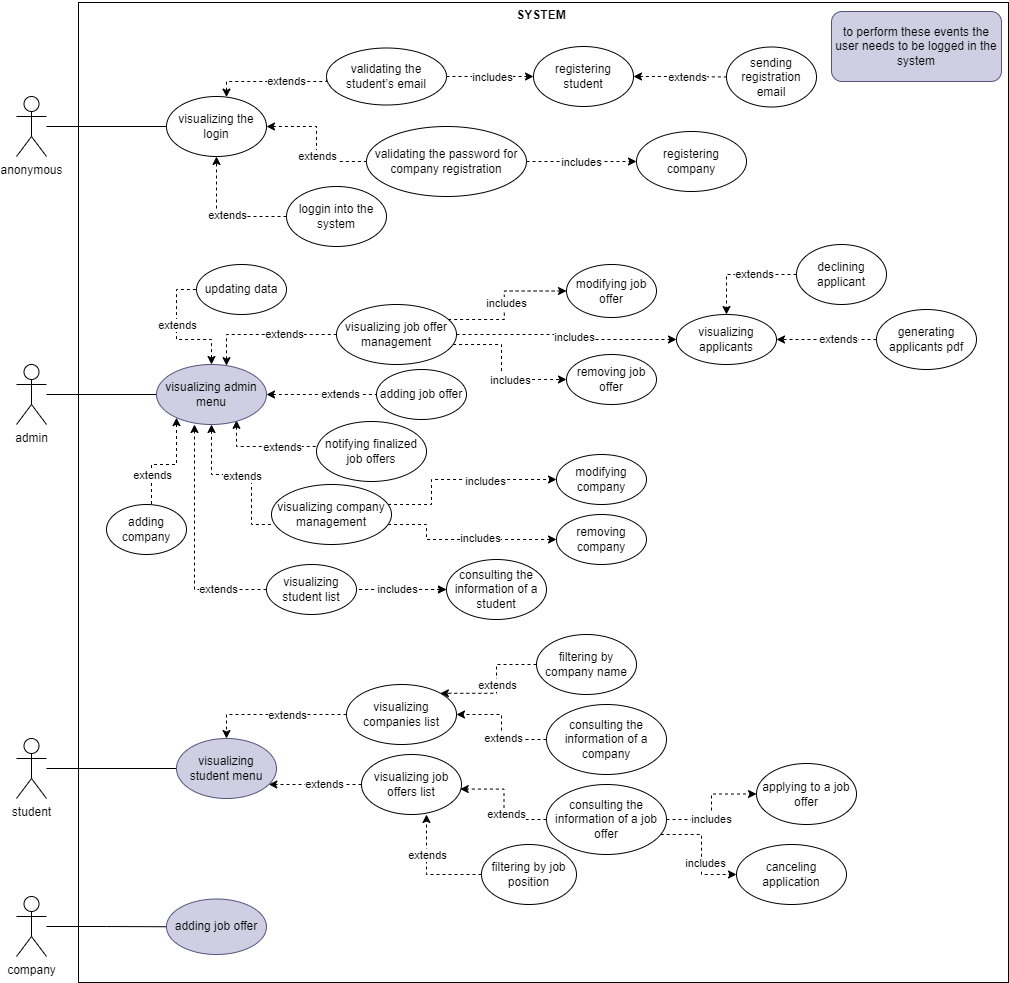 SYSTEM
to perform these events the
user needs to be logged in the
system
validating the
student's email
includes
registering
student
extends
sending
registration
email
extends
visualizing the
login
anonymous
extends
validating the password for
company registration
includes
registering
company
loggin into the
system
extends
updating data
extends
extends
visualizing job offer
management
includes
modifying job
offer
includes
visualizing
applicants
extends
declining
applicant
extends
generating
applicants pdf
includes
removing job
offer
visualizing admin
menu
admin
extends
adding job offer
extends
notifying finalized
job offers
extends
adding
company
extends
visualizing company
management
includes
modifying
company
includes
removing
company
extends
visualizing
student list
includes
consulting the
information of a
student
filtering by
company name
extends
extends
visualizing
companies list
extends
consulting the
information of a
company
visualizing
student menu
student
extends
visualizing job
offers list
extends
consulting the
information of a job
offer
includes
applying to a job
offer
includes
canceling
application
extends
filtering by job
position
adding job offer
company